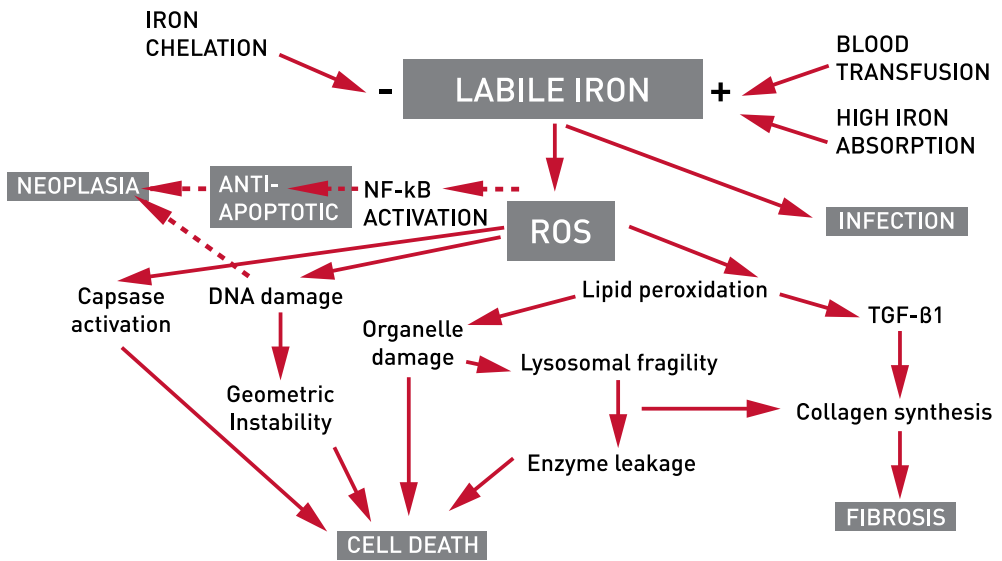 IRON
CHELATION
-
LABILE IRON
+
BLOOD
TRANSFUSION
HIGH IRON
ABSORPTION
NEOPLASIA
ANTI-
APOPTOTIC
NF-kB
ACTIVATION
ROS
INFECTION
Capsase
activation
DNA damage
Lipid peroxidation
TGF-ß1
Organelle
damage
Lysosomal fragility
Geometric
Instability
Collagen synthesis
Enzyme leakage
CELL DEATH
FIBROSIS